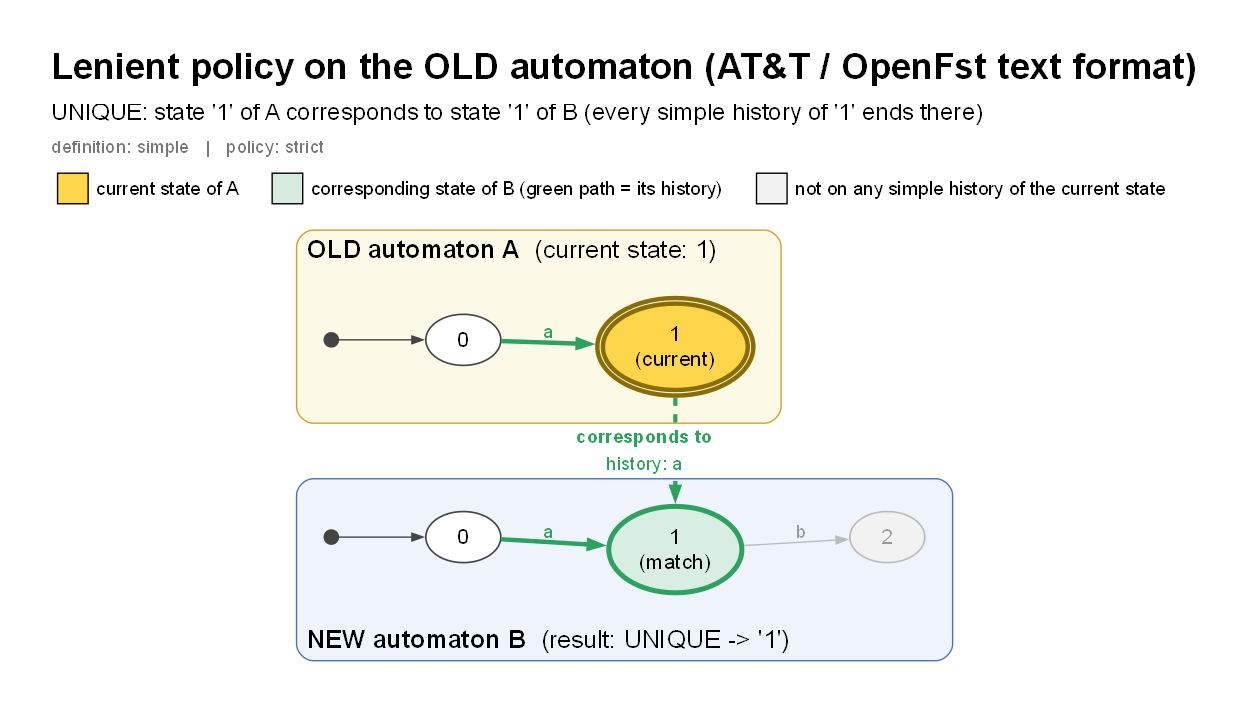 Lenient policy on the OLD automaton (AT&T / OpenFst text format)
UNIQUE: state '1' of A corresponds to state '1' of B (every simple history of '1' ends there)
definition: simple | policy: strict
current state of A
corresponding state of B (green path = its history)
not on any simple history of the current state
OLD automaton A (current state: 1)
0
a
1
(current)
corresponds to
history: a
0
a
1
(match)
b
2
NEW automaton B (result: UNIQUE -> '1')